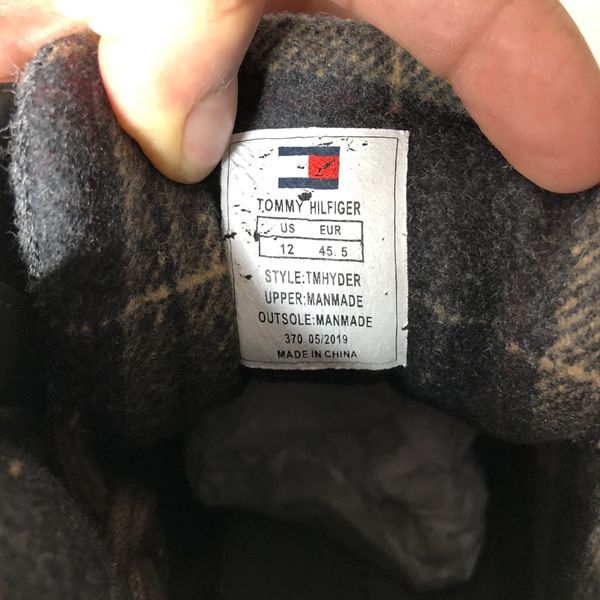 TOMMY HILFIGER
US EUR
12 45.5
STYLE:TMHYDER
UPPER:MANMADE
OUTSOLE:MANMADE
370 05/2019
MADE IN CHINA